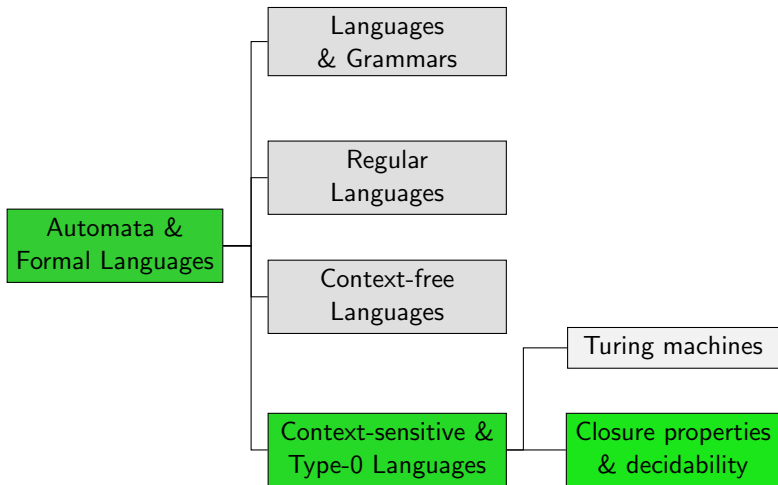 Languages
& Grammars
Regular
Languages
Automata &
Formal Languages
Context-free
Languages
Turing machines
Context-sensitive &
Type-0 Languages
Closure properties
& decidability